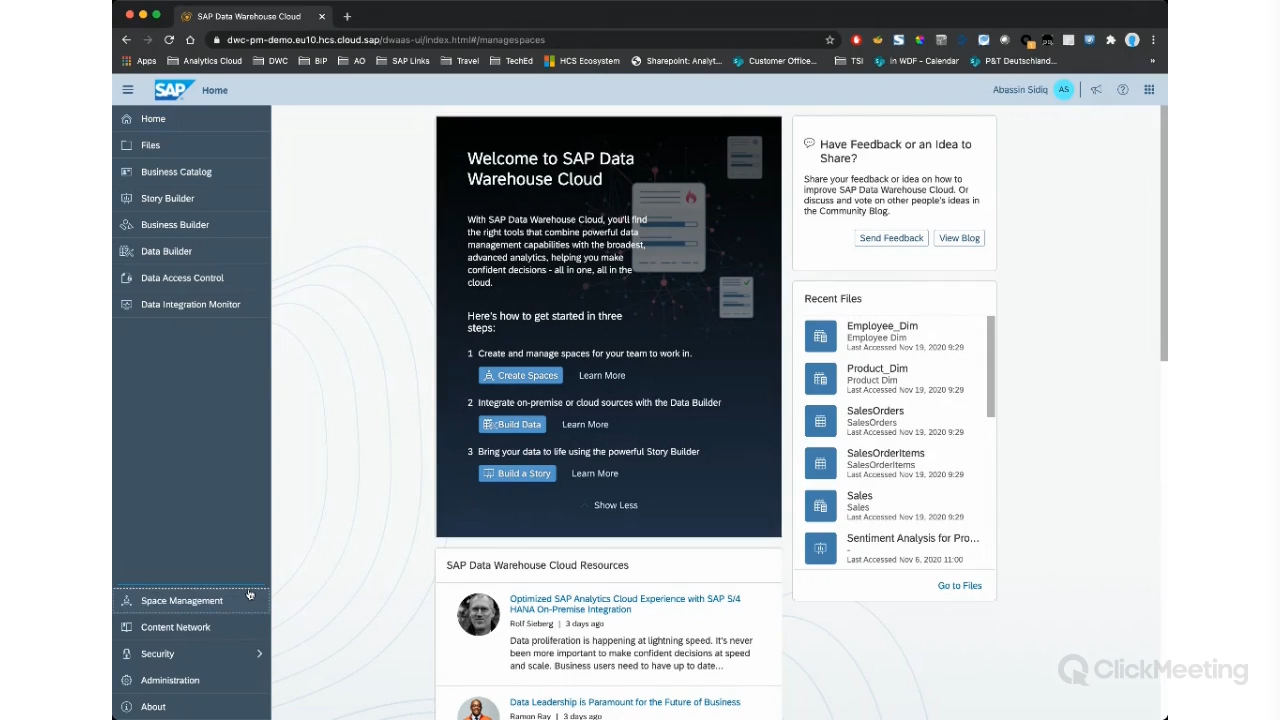 SAP Data Warehouse Cloud
dwc-pm-demo.eu10.hcs.cloud.sap/dwaas-ui/index.html#/managespaces
Apps Analytics Cloud DWC BIP AO SAP Links Travel TechEd HCS Ecosystem Sharepoint: Analyt... Customer Office... TSI in WDF - Calendar P&T Deutschland... »
SAP Home Abassin Sidiq AS
Home
Files
Business Catalog
Story Builder
Business Builder
Data Builder
Data Access Control
Data Integration Monitor
Space Management
Content Network
Security
Administration
About
Welcome to SAP Data
Warehouse Cloud
With SAP Data Warehouse Cloud, you'll find
the right tools that combine powerful data
management capabilities with the broadest,
advanced analytics, helping you make
confident decisions - all in one, all in the
cloud.
Here's how to get started in three
steps:
1 Create and manage spaces for your team to work in.
Create Spaces Learn More
2 Integrate on-premise or cloud sources with the Data Builder
Build Data Learn More
3 Bring your data to life using the powerful Story Builder
Build a Story Learn More
Show Less
SAP Data Warehouse Cloud Resources
Optimized SAP Analytics Cloud Experience with SAP S/4
HANA On-Premise Integration
Rolf Sieberg | 3 days ago
Data proliferation is happening at lightning speed. It's never
been more important to make confident decisions at speed
and scale. Business users need to have up to date...
Data Leadership is Paramount for the Future of Business
Ramon Ray | 3 days ago
Have Feedback or an Idea to
Share?
Share your feedback or idea on how to
improve SAP Data Warehouse Cloud. Or
discuss and vote on other people's ideas in
the Community Blog.
Send Feedback View Blog
Recent Files
Employee_Dim
Employee Dim
Last Accessed Nov 19, 2020 9:29
Product_Dim
Product Dim
Last Accessed Nov 19, 2020 9:29
SalesOrders
SalesOrders
Last Accessed Nov 19, 2020 9:29
SalesOrderItems
SalesOrderItems
Last Accessed Nov 19, 2020 9:29
Sales
Sales
Last Accessed Nov 19, 2020 9:29
Sentiment Analysis for Pro...
-
Last Accessed Nov 6, 2020 11:00
Go to Files
ClickMeeting